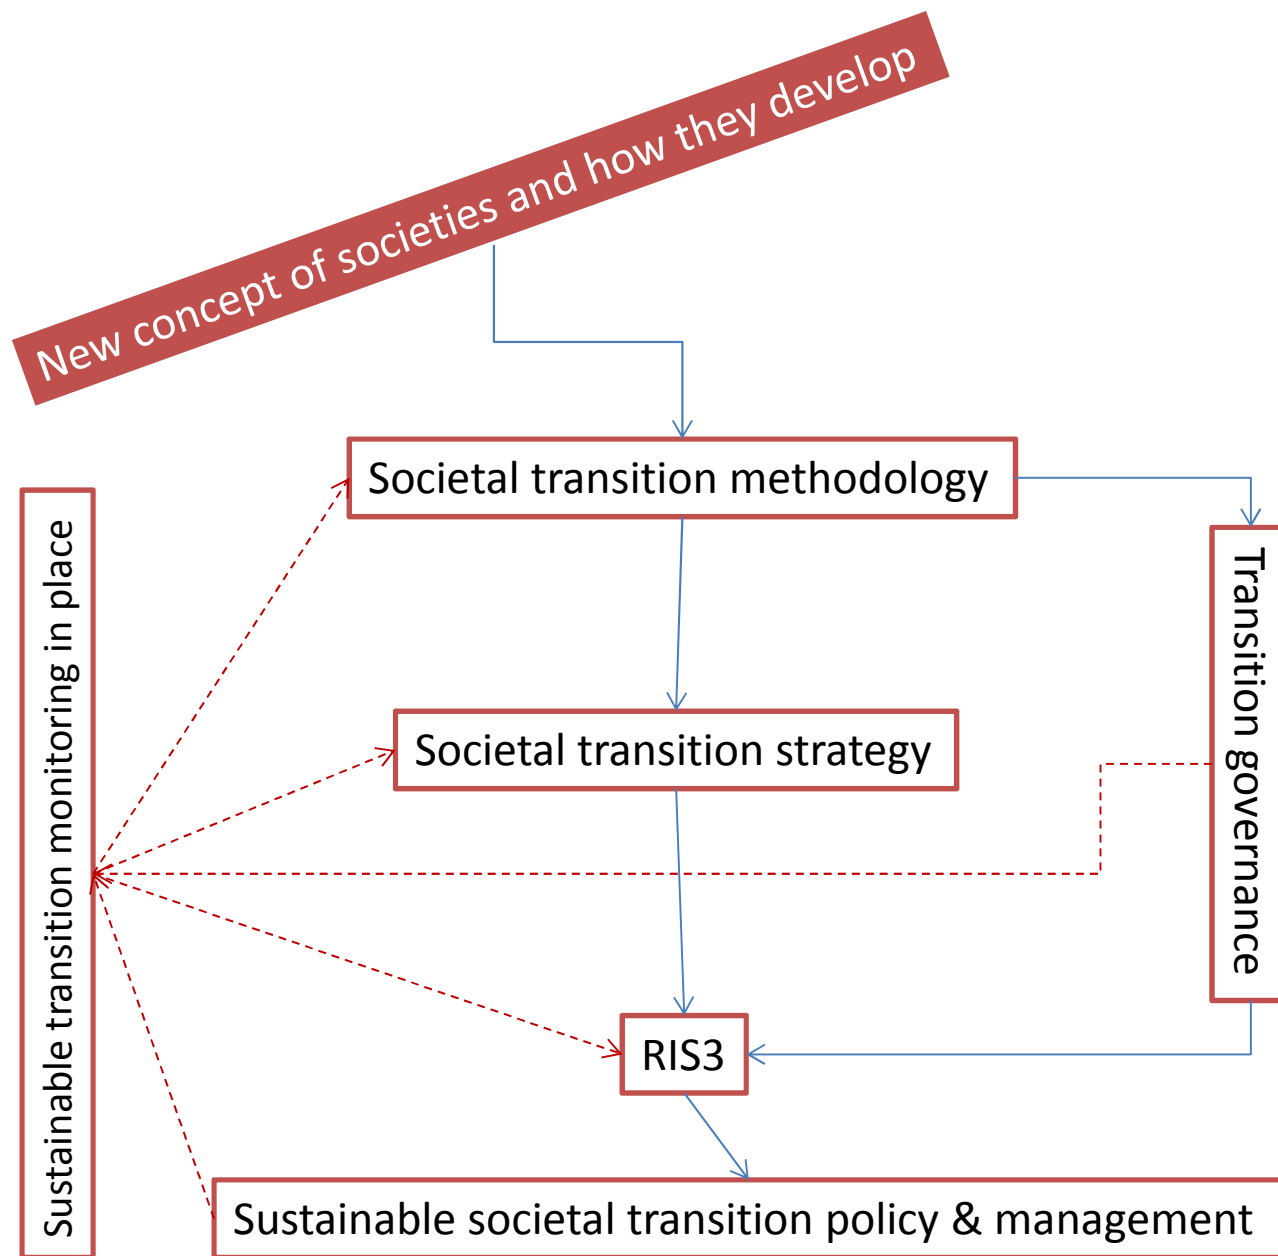 New concept of societies and how they develop
Societal transition methodology
Sustainable transition monitoring in place
Transition governance
Societal transition strategy
RIS3
Sustainable societal transition policy & management